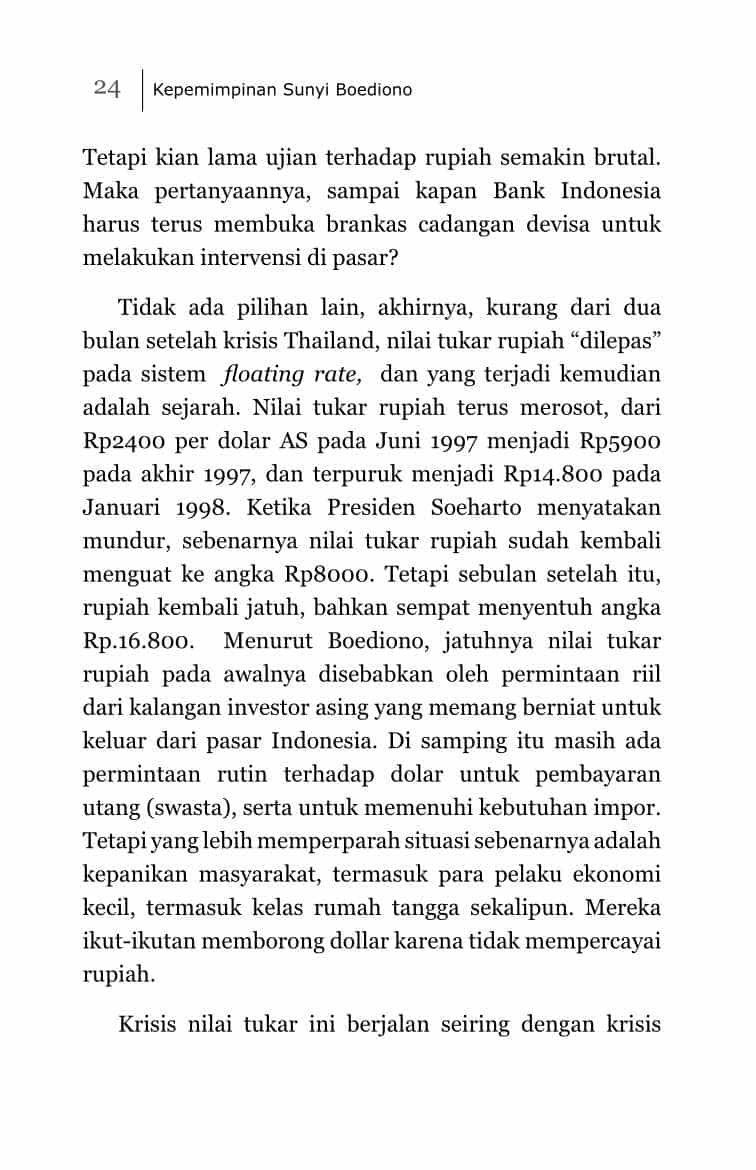 24 Kepemimpinan Sunyi Boediono
Tetapi kian lama ujian terhadap rupiah semakin brutal.
Maka pertanyaannya, sampai kapan Bank Indonesia
harus terus membuka brankas cadangan devisa untuk
melakukan intervensi di pasar?
Tidak ada pilihan lain, akhirnya, kurang dari dua
bulan setelah krisis Thailand, nilai tukar rupiah “dilepas”
pada sistem floating rate, dan yang terjadi kemudian
adalah sejarah. Nilai tukar rupiah terus merosot, dari
Rp2400 per dolar AS pada Juni 1997 menjadi Rp5900
pada akhir 1997, dan terpuruk menjadi Rp14.800 pada
Januari 1998. Ketika Presiden Soeharto menyatakan
mundur, sebenarnya nilai tukar rupiah sudah kembali
menguat ke angka Rp8000. Tetapi sebulan setelah itu,
rupiah kembali jatuh, bahkan sempat menyentuh angka
Rp.16.800. Menurut Boediono, jatuhnya nilai tukar
rupiah pada awalnya disebabkan oleh permintaan riil
dari kalangan investor asing yang memang berniat untuk
keluar dari pasar Indonesia. Di samping itu masih ada
permintaan rutin terhadap dolar untuk pembayaran
utang (swasta), serta untuk memenuhi kebutuhan impor.
Tetapi yang lebih memperparah situasi sebenarnya adalah
kepanikan masyarakat, termasuk para pelaku ekonomi
kecil, termasuk kelas rumah tangga sekalipun. Mereka
ikut-ikutan memborong dollar karena tidak mempercayai
rupiah.
Krisis nilai tukar ini berjalan seiring dengan krisis